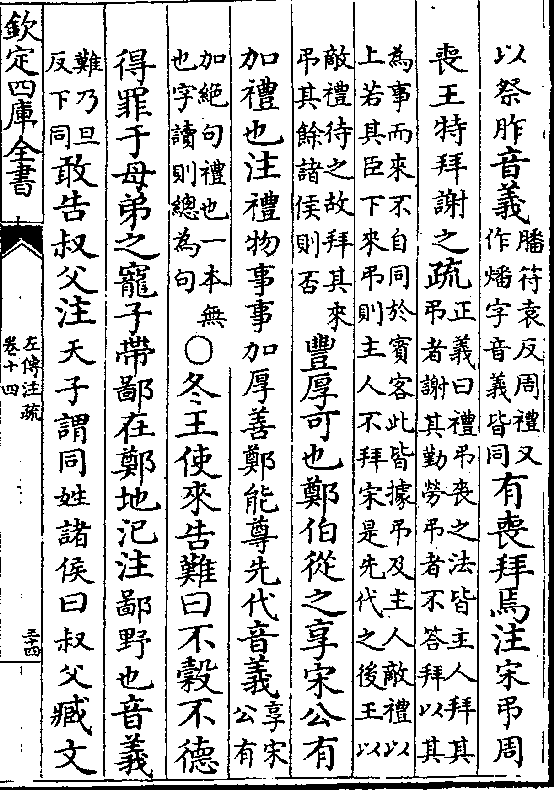 以祭胙音義膰符袁反周禮又作燔字音義皆同有喪拜焉注宋弔周
喪王特拜謝之疏正義曰禮弔喪之法皆主人拜其弔者謝其勤勞弔者不答拜以其
為事而來不自同於賓客此皆據弔及主人敵禮以上若其臣下來弔則主人不拜宋是先代之後王以
敵禮待之故拜其來弔其餘諸侯則否豐厚可也鄭伯從之享宋公有
加禮也注禮物事事加厚善鄭能尊先代音義享宋公有
加絕句禮也一本無也字讀則總為句○冬王使來告難曰不穀不德
得罪于母弟之寵子帶鄙在鄭地氾注鄙野也音義
難乃旦反下同敢告叔父注天子謂同姓諸侯曰叔父臧文
欽定四庫全書
左傳注疏
卷十四